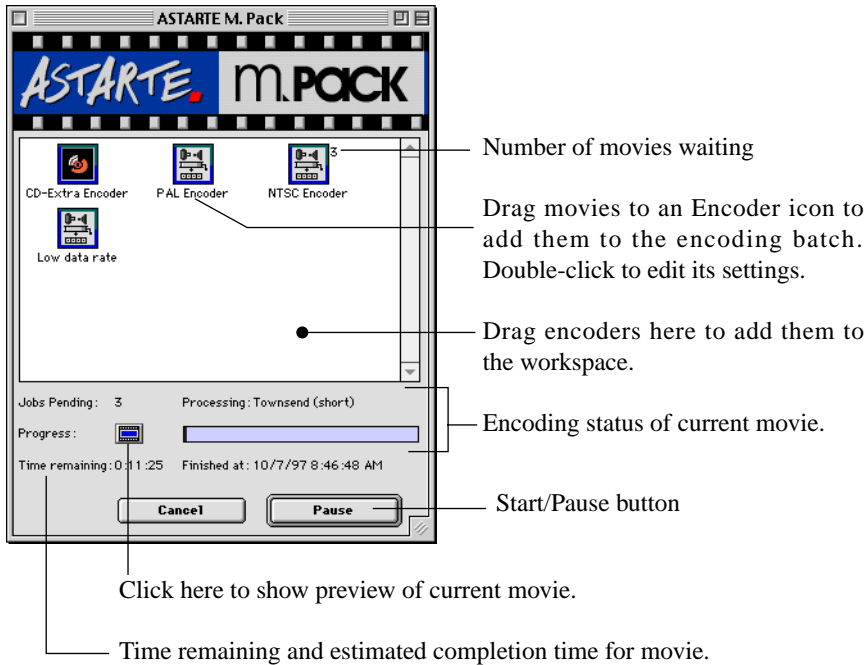 ASTARTE M. Pack
ASTARTE. M.PACK
3
CD-Extra Encoder PAL Encoder NTSC Encoder
Low data rate
Number of movies waiting
Drag movies to an Encoder icon to
add them to the encoding batch.
Double-click to edit its settings.
Drag encoders here to add them to
the workspace.
Jobs Pending: 3 Processing: Townsend (short)
Progress:
Encoding status of current movie.
Time remaining: 0:11:25 Finished at: 10/7/97 8:46:48 AM
Cancel Pause
Start/Pause button
Click here to show preview of current movie.
Time remaining and estimated completion time for movie.